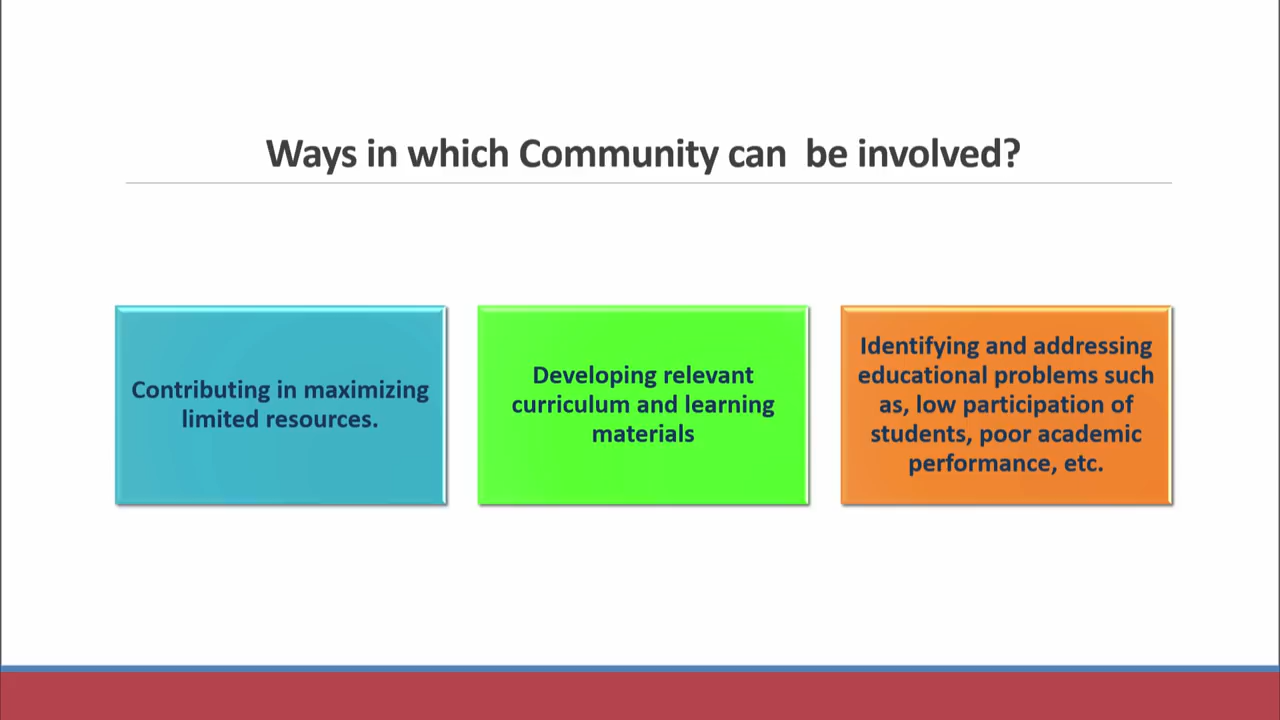 Ways in which Community can  be involved?
Contributing in maximizing
limited resources.
Developing relevant
curriculum and learning
materials
Identifying and addressing
educational problems such
as, low participation of
students, poor academic
performance, etc.